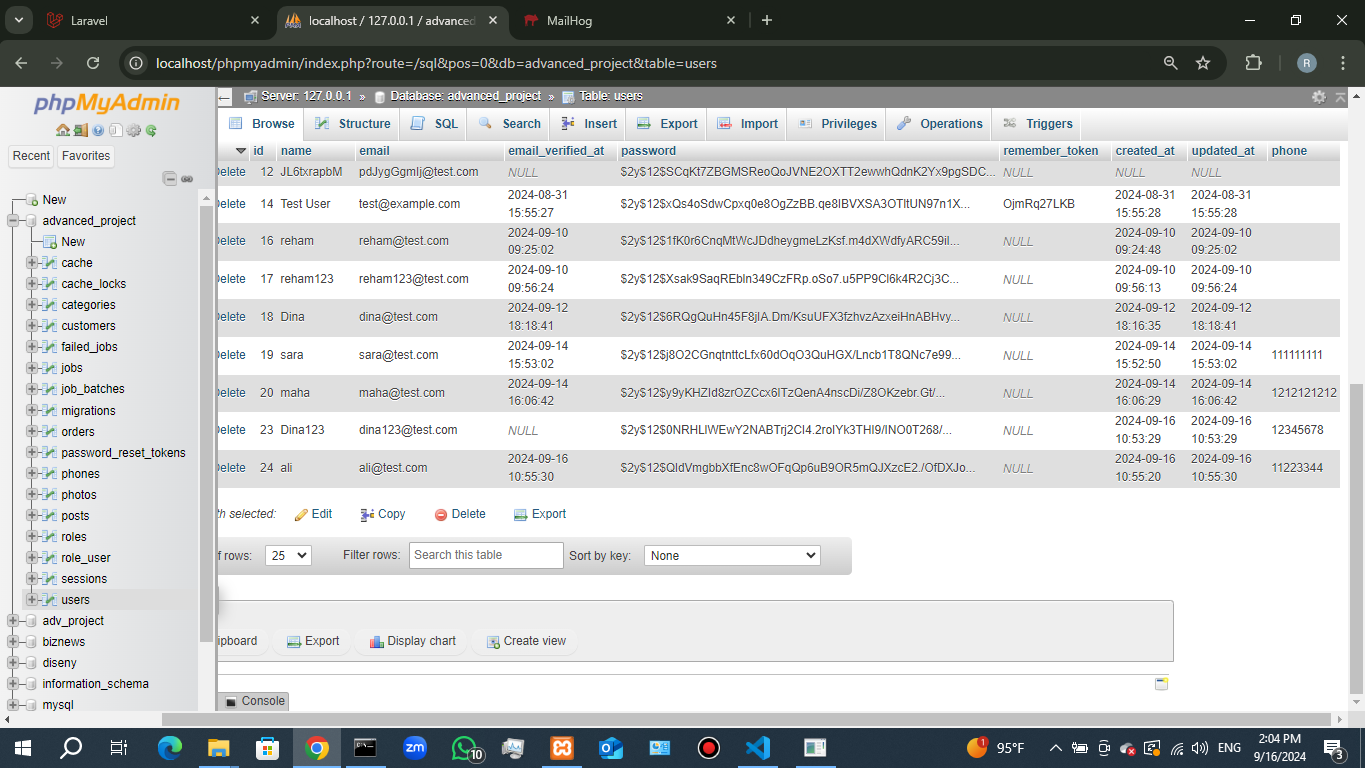 Laravel
localhost / 127.0.0.1 / advanced
MailHog
localhost/phpmyadmin/index.php?route=/sql&pos=0&db=advanced_project&table=users
R
phpMyAdmin
Recent
Favorites
New
advanced_project
New
cache
cache_locks
categories
customers
failed_jobs
jobs
job_batches
migrations
orders
password_reset_tokens
phones
photos
posts
roles
role_user
sessions
users
adv_project
biznews
diseny
information_schema
mysql
Server: 127.0.0.1 » Database: advanced_project » Table: users
Browse Structure SQL Search Insert Export Import Privileges Operations Triggers
id name email email_verified_at password remember_token created_at updated_at phone
Delete 12 JL6txrapbM pdJygGgmIj@test.com NULL $2y$12$SCqKt7ZBGMSReoQoJVNE2OXTT2ewwhQdnK2Yx9pgSDC... NULL NULL NULL
Delete 14 Test User test@example.com 2024-08-31 15:55:27 $2y$12$xQs4oSdwCpxq0e8OgZzBB.qe8IBVXSA3OTltUN97n1X... OjmRq27LKB 2024-08-31 15:55:28 2024-08-31 15:55:28
Delete 16 reham reham@test.com 2024-09-10 09:25:02 $2y$12$1fK0r6CnqMtWcJDdheygmeLzKsf.m4dXWdfyARC59il... NULL 2024-09-10 09:24:48 2024-09-10 09:25:02
Delete 17 reham123 reham123@test.com 2024-09-10 09:56:24 $2y$12$Xsak9SaqREbln349CzFRp.oSo7.u5PP9Cl6k4R2Cj3C... NULL 2024-09-10 09:56:13 2024-09-10 09:56:24
Delete 18 Dina dina@test.com 2024-09-12 18:18:41 $2y$12$6RQgQuHn45F8jIA.Dm/KsuUFX3fzhvzAzxeiHnABHvy... NULL 2024-09-12 18:16:35 2024-09-12 18:18:41
Delete 19 sara sara@test.com 2024-09-14 15:53:02 $2y$12$j8O2CGnqtnttcLfx60dOqO3QuHGX/Lncb1T8QNc7e99... NULL 2024-09-14 15:52:50 2024-09-14 15:53:02 111111111
Delete 20 maha maha@test.com 2024-09-14 16:06:42 $2y$12$y9yKHZId8zrOZCcx6ITzQenA4nscDi/Z8OKzebr.Gt/... NULL 2024-09-14 16:06:29 2024-09-14 16:06:42 1212121212
Delete 23 Dina123 dina123@test.com NULL $2y$12$0NRHLlWEwY2NABTrj2CI4.2rolYk3THI9/INO0T268/... NULL 2024-09-16 10:53:29 2024-09-16 10:53:29 12345678
Delete 24 ali ali@test.com 2024-09-16 10:55:30 $2y$12$QIdVmgbbXfEnc8wOFqQp6uB9OR5mQJXzcE2./OfDXJo... NULL 2024-09-16 10:55:20 2024-09-16 10:55:30 11223344
th selected: Edit Copy Delete Export
f rows: 25 Filter rows: Search this table Sort by key: None
ipboard Export Display chart Create view
Console
zm
10
1
95°F
ENG
2:04 PM
9/16/2024
3